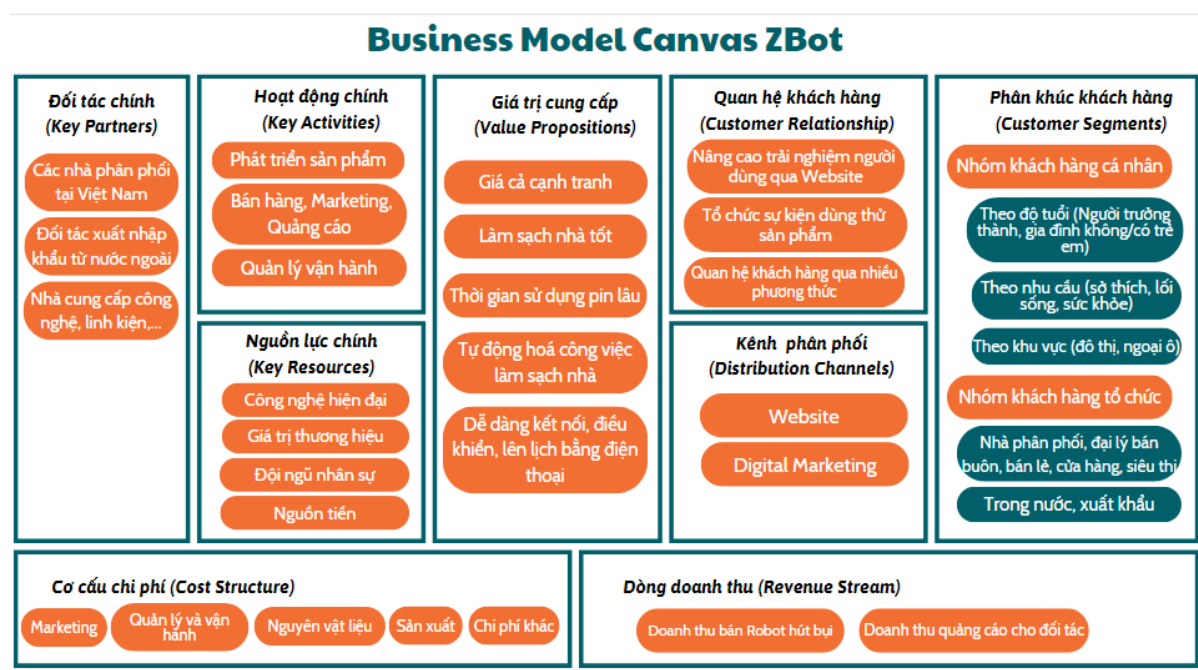 Business Model Canvas ZBot
Đối tác chính
(Key Partners)
Các nhà phân phối
tại Việt Nam
Đối tác xuất nhập
khẩu từ nước ngoài
Nhà cung cấp công
nghệ, linh kiện,...
Hoạt động chính
(Key Activities)
Phát triển sản phẩm
Bán hàng, Marketing,
Quảng cáo
Quản lý vận hành
Nguồn lực chính
(Key Resources)
Công nghệ hiện đại
Giá trị thương hiệu
Đội ngũ nhân sự
Nguồn tiền
Giá trị cung cấp
(Value Propositions)
Giá cả cạnh tranh
Làm sạch nhà tốt
Thời gian sử dụng pin lâu
Tự động hoá công việc
làm sạch nhà
Dễ dàng kết nối, điều
khiển, lên lịch bằng điện
thoại
Quan hệ khách hàng
(Customer Relationship)
Nâng cao trải nghiệm người
dùng qua Website
Tổ chức sự kiện dùng thử
sản phẩm
Quan hệ khách hàng qua nhiều
phương thức
Kênh phân phối
(Distribution Channels)
Website
Digital Marketing
Phân khúc khách hàng
(Customer Segments)
Nhóm khách hàng cá nhân
Theo độ tuổi (Người trưởng
thành, gia đình không/có trẻ
em)
Theo nhu cầu (sở thích, lối
sống, sức khỏe)
Theo khu vực (đô thị, ngoại ô)
Nhóm khách hàng tổ chức
Nhà phân phối, đại lý bán
buôn, bán lẻ, cửa hàng, siêu thị
Trong nước, xuất khẩu
Cơ cấu chi phí (Cost Structure)
Marketing
Quản lý và vận
hành
Nguyên vật liệu
Sản xuất
Chi phí khác
Dòng doanh thu (Revenue Stream)
Doanh thu bán Robot hút bụi
Doanh thu quảng cáo cho đối tác